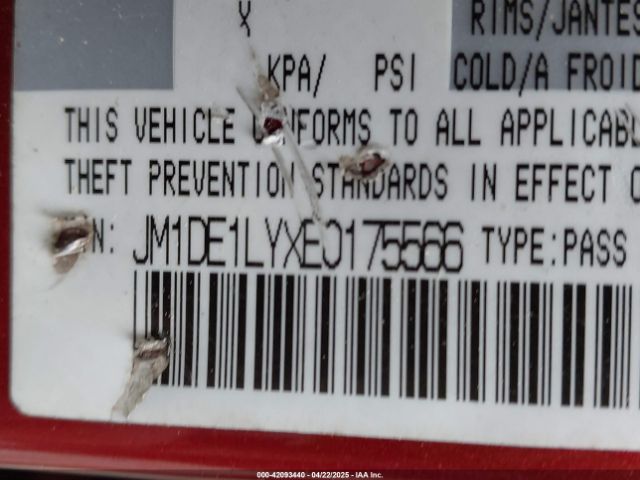 X
RIMS/JANTES
KPA/ PSI COLD/A FROID
THIS VEHICLE CONFORMS TO ALL APPLICABL
THEFT PREVENTION STANDARDS IN EFFECT O
N: JM1DE1LYXE0175566 TYPE:PASS
000-42093440 - 04/22/2025 - IAA Inc.